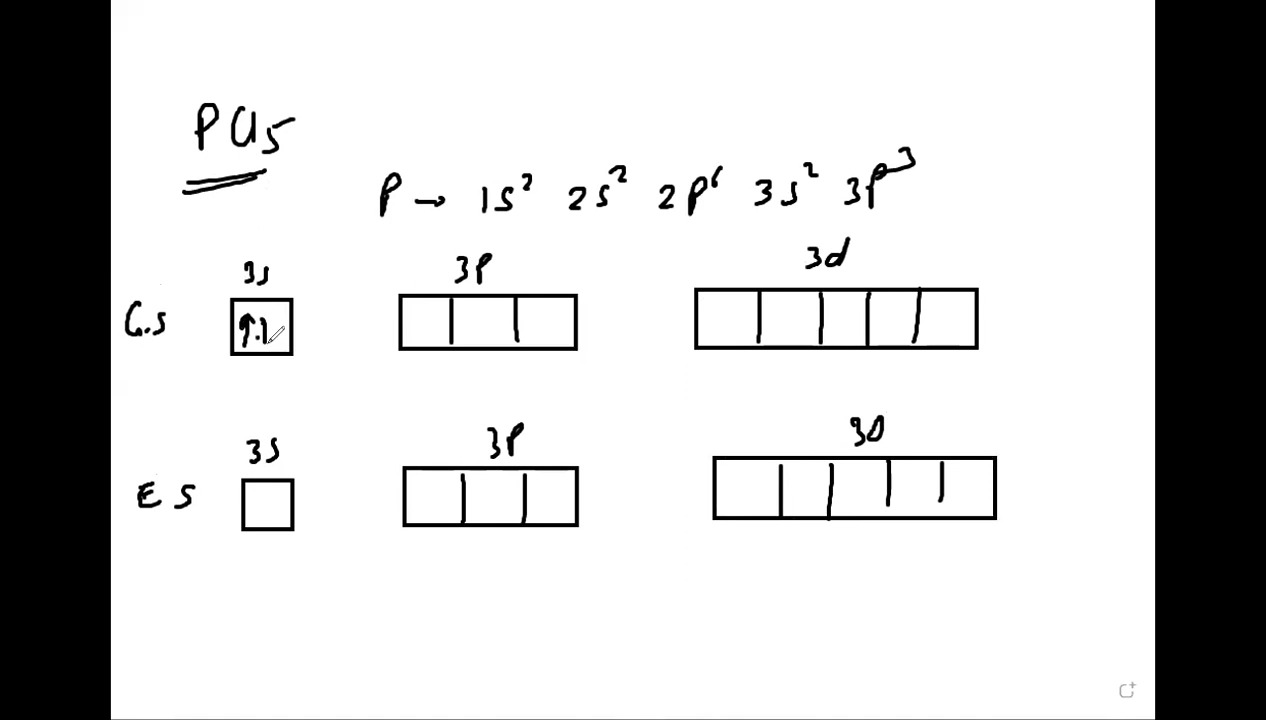 PCl5
P → 1s² 2s² 2p⁶ 3s² 3p³
3s 3p 3d
G.S
3s 3p 3d
E S